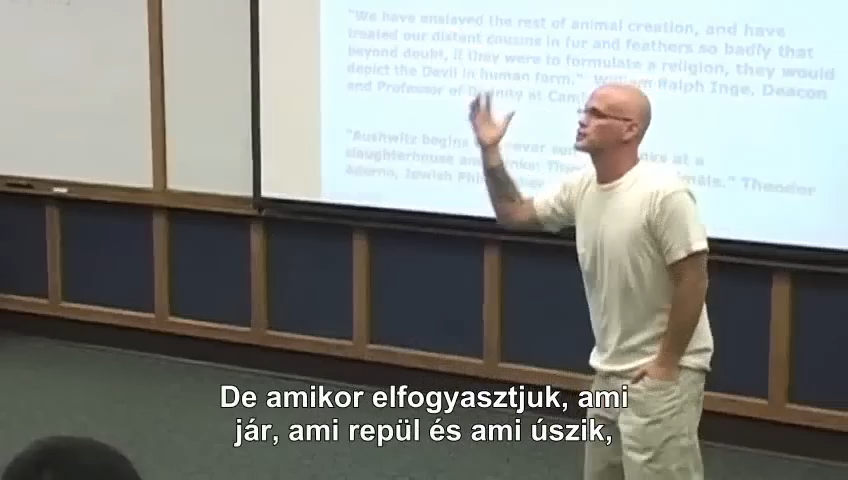 "We have enslaved the rest of animal creation, and have
treated our distant cousins in fur and feathers so badly that
beyond doubt, if they were to formulate a religion, they would
depict the Devil in human form." William Ralph Inge, Deacon
and Professor of Divinity at
"Auschwitz begins
slaughterhouse and
Adorno, Jewish Theodor
De amikor elfogyasztjuk, ami
jár, ami repül és ami úszik,